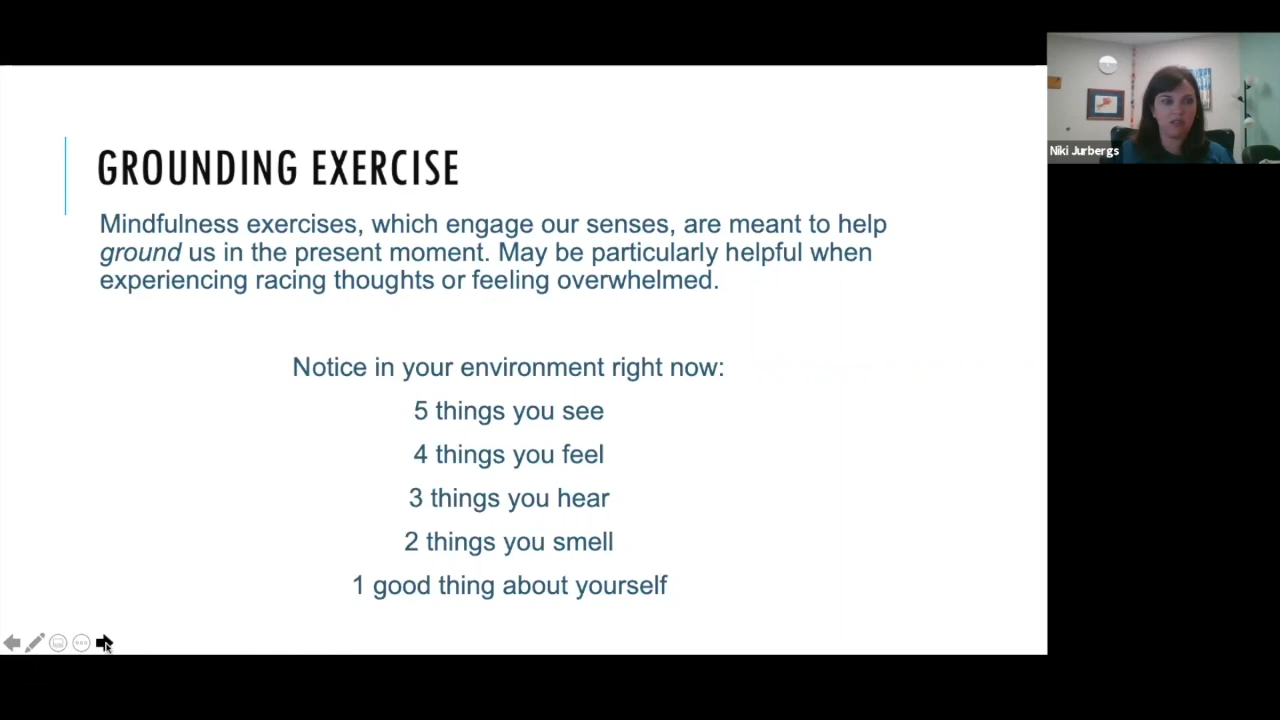 GROUNDING EXERCISE
Mindfulness exercises, which engage our senses, are meant to help
ground us in the present moment. May be particularly helpful when
experiencing racing thoughts or feeling overwhelmed.
Notice in your environment right now:
5 things you see
4 things you feel
3 things you hear
2 things you smell
1 good thing about yourself
Niki Jurbergs